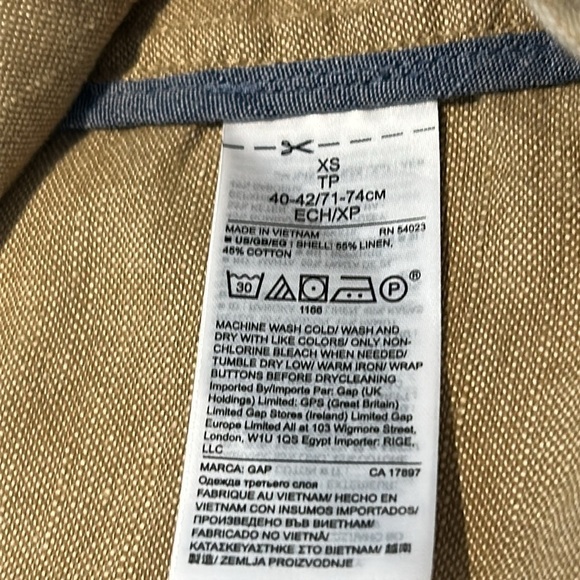 XS
TP
40-42/71-74CM
ECH/XP
MADE IN VIETNAM RN 54023
■ US/GB/EG : SHELL: 55% LINEN,
45% COTTON
30 P ®
1166
MACHINE WASH COLD/ WASH AND
DRY WITH LIKE COLORS/ ONLY NON-
CHLORINE BLEACH WHEN NEEDED/
TUMBLE DRY LOW/ WARM IRON/ WRAP
BUTTONS BEFORE DRYCLEANING
Imported By/Importe Par: Gap (UK
Holdings) Limited; GPS (Great Britain)
Limited Gap Stores (Ireland) Limited Gap
Europe Limited All at 103 Wigmore Street,
London, W1U 1QS Egypt Importer: RIGE,
LLC
MARCA: GAP CA 17897
Одежда третьего слоя
FABRIQUE AU VIETNAM/ HECHO EN
VIETNAM CON INSUMOS IMPORTADOS/
ПРОИЗВЕДЕНО ВЪВ ВИЕТНАМ/
FABRICADO NO VIETNÃ/
ΚΑΤΑΣΚΕΥΑΣΤΗΚΕ ΣΤΟ ΒΙΕΤΝΑΜ/ 越南
製造/ ZEMLJA PROIZVODNJE